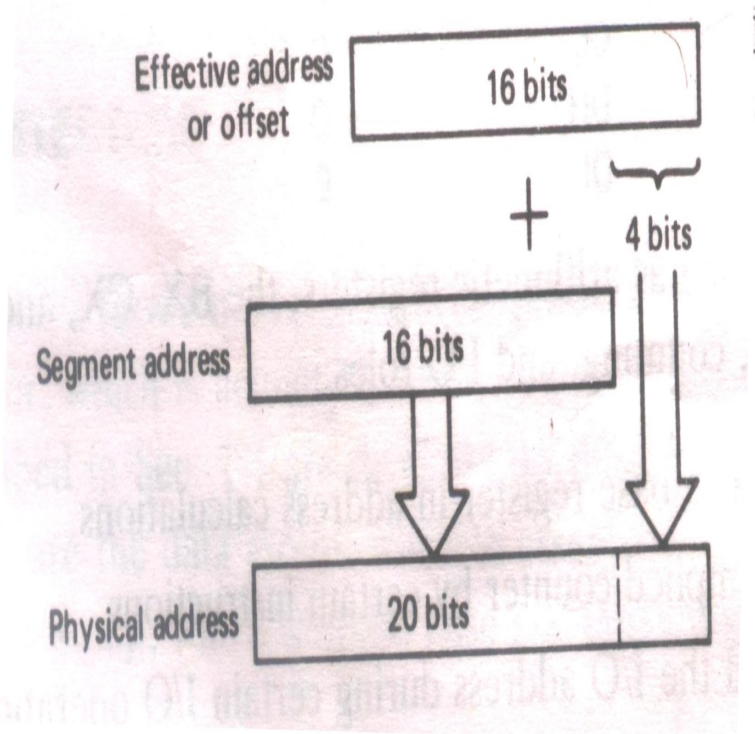 Effective address
or offset
16 bits
+
4 bits
Segment address
16 bits
Physical address
20 bits